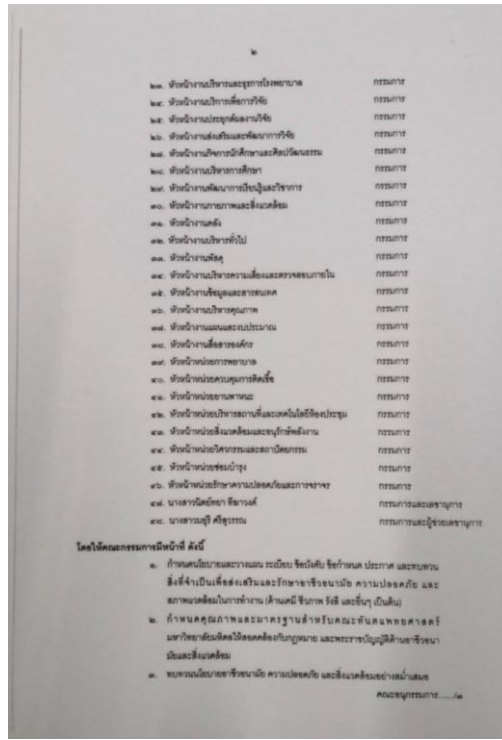 ๒
๒๓. หัวหน้างานบริหารและธุรการโรงพยาบาล กรรมการ
๒๔. หัวหน้างานบริการเพื่อการวิจัย กรรมการ
๒๕. หัวหน้างานประยุกต์ผลงานวิจัย กรรมการ
๒๖. หัวหน้างานส่งเสริมและพัฒนาการวิจัย กรรมการ
๒๗. หัวหน้างานกิจการนักศึกษาและศิลปวัฒนธรรม กรรมการ
๒๘. หัวหน้างานบริหารการศึกษา กรรมการ
๒๙. หัวหน้างานพัฒนาการเรียนรู้และวิชาการ กรรมการ
๓๐. หัวหน้างานกายภาพและสิ่งแวดล้อม กรรมการ
๓๑. หัวหน้างานคลัง กรรมการ
๓๒. หัวหน้างานบริหารทั่วไป กรรมการ
๓๓. หัวหน้างานพัสดุ กรรมการ
๓๔. หัวหน้างานบริหารความเสี่ยงและตรวจสอบภายใน กรรมการ
๓๕. หัวหน้างานข้อมูลและสารสนเทศ กรรมการ
๓๖. หัวหน้างานบริหารคุณภาพ กรรมการ
๓๗. หัวหน้างานแผนและงบประมาณ กรรมการ
๓๘. หัวหน้างานสื่อสารองค์กร กรรมการ
๓๙. หัวหน้าหน่วยการพยาบาล กรรมการ
๔๐. หัวหน้าหน่วยควบคุมการติดเชื้อ กรรมการ
๔๑. หัวหน้าหน่วยยานพาหนะ กรรมการ
๔๒. หัวหน้าหน่วยบริหารสถานที่และเทคโนโลยีห้องประชุม กรรมการ
๔๓. หัวหน้าหน่วยสิ่งแวดล้อมและอนุรักษ์พลังงาน กรรมการ
๔๔. หัวหน้าหน่วยวิศวกรรมและสถาปัตยกรรม กรรมการ
๔๕. หัวหน้าหน่วยซ่อมบำรุง กรรมการ
๔๖. หัวหน้าหน่วยรักษาความปลอดภัยและการจราจร กรรมการ
๔๗. นางสาวนิตย์ทยา กรรมการและเลขานุการ
๔๘. นางสาวมยุรี ศรีสุวรรณ กรรมการและผู้ช่วยเลขานุการ
โดยให้คณะกรรมการมีหน้าที่ ดังนี้
๑. กำหนดนโยบายและวางแผน ระเบียบ ข้อบังคับ ข้อกำหนด ประกาศ และทบทวน
สิ่งที่จำเป็นเพื่อส่งเสริมและรักษาอาชีวอนามัย ความปลอดภัย และ
สภาพแวดล้อมในการทำงาน (ด้านเคมี ชีวภาพ รังสี และอื่นๆ เป็นต้น)
๒. กำหนดคุณภาพและมาตรฐานสำหรับคณะทันตแพทยศาสตร์
มหาวิทยาลัยมหิดลให้สอดคล้องกับกฎหมาย และพระราชบัญญัติด้านอาชีวอนา
มัยและสิ่งแวดล้อม
๓. ทบทวนนโยบายอาชีวอนามัย ความปลอดภัย และสิ่งแวดล้อมอย่างสม่ำเสมอ
คณะอนุกรรมการ...../๓